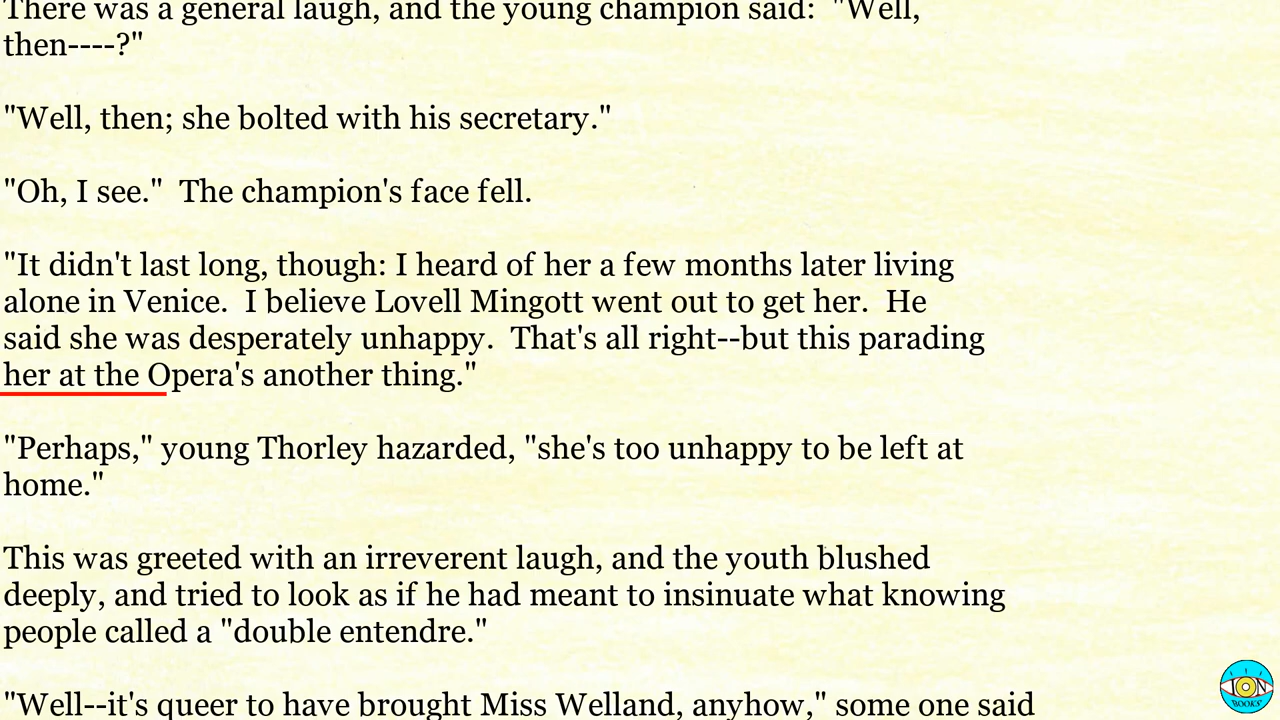 There was a general laugh, and the young champion said:  "Well,
then----?"
"Well, then; she bolted with his secretary."
"Oh, I see."  The champion's face fell.
"It didn't last long, though: I heard of her a few months later living
alone in Venice.  I believe Lovell Mingott went out to get her.  He
said she was desperately unhappy.  That's all right--but this parading
her at the Opera's another thing."
"Perhaps," young Thorley hazarded, "she's too unhappy to be left at
home."
This was greeted with an irreverent laugh, and the youth blushed
deeply, and tried to look as if he had meant to insinuate what knowing
people called a "double entendre."
"Well--it's queer to have brought Miss Welland, anyhow," some one said
ION
BOOKS